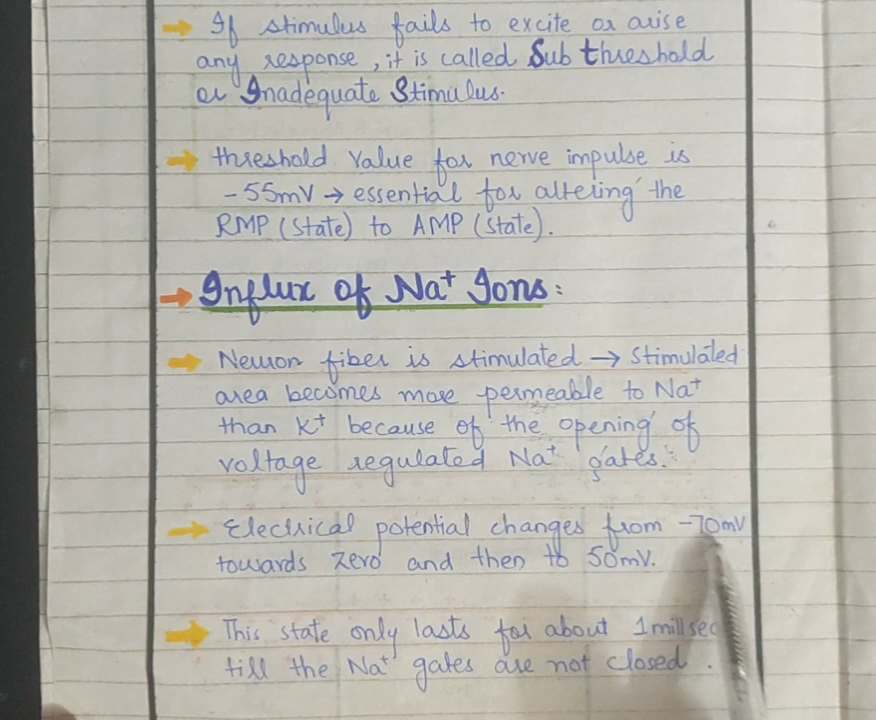 → If stimulus fails to excite or arise
any response, it is called Sub threshold
or Inadequate Stimulus.
→ threshold Value for nerve impulse is
-55mV → essential for altering the
RMP (State) to AMP (State).
→ Influx of Na⁺ Ions:
→ Neuron fiber is stimulated → Stimulated
area becomes more permeable to Na⁺
than K⁺ because of the opening of
voltage regulated Na⁺ gates.
→ Electrical potential changes from -70mV
towards zero and then to 50mV.
→ This state only lasts for about 1 mill sec
till the Na⁺ gates are not closed.